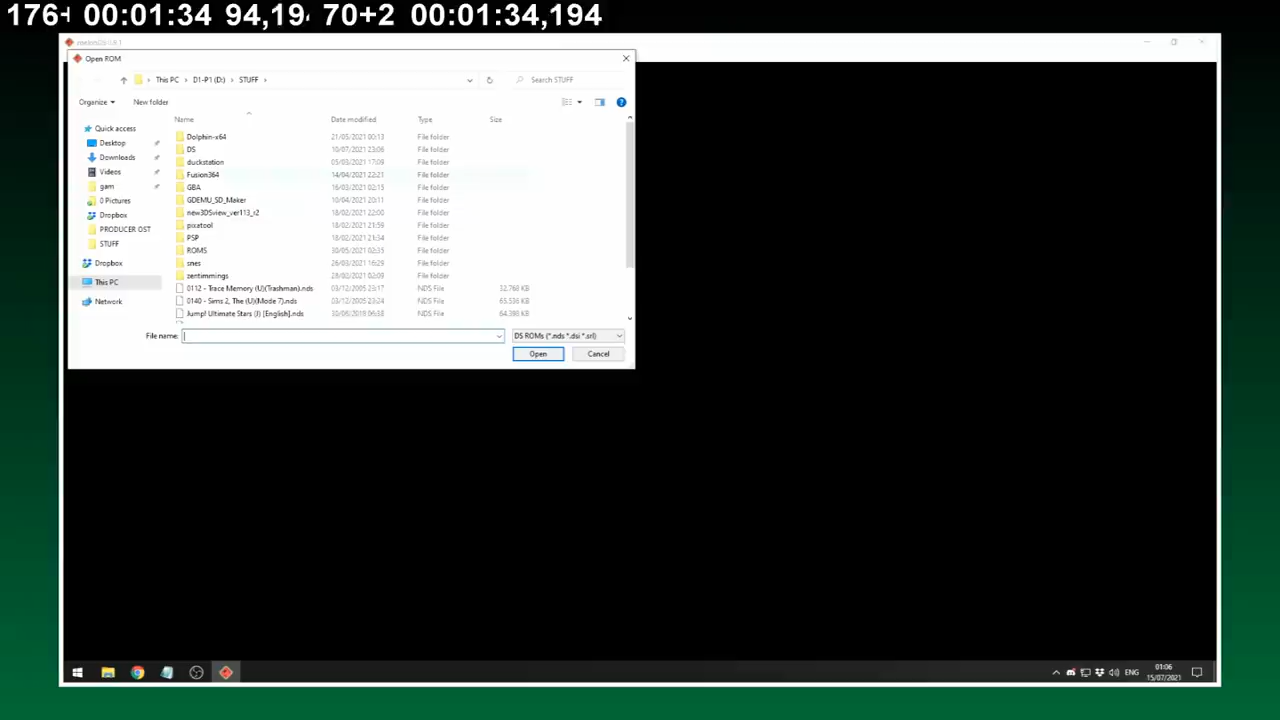 176+ 00:01:34 94,19 70+2 00:01:34,194
Open ROM
This PC > D1-P1 (D:) > STUFF >
Search STUFF
Organize New folder
Name Date modified Type Size
Quick access
Desktop
Downloads
Videos
gam
0 Pictures
Dropbox
PRODUCER OST
STUFF
Dropbox
This PC
Network
Dolphin-x64 21/05/2021 00:13 File folder
DS 10/07/2021 23:06 File folder
duckstation 05/03/2021 17:09 File folder
Fusion364 14/04/2021 22:21 File folder
GBA 16/03/2021 02:15 File folder
GDEMU_SD_Maker 10/04/2021 20:11 File folder
new3DSview_ver113_r2 18/02/2021 22:00 File folder
pixatool 18/02/2021 21:59 File folder
PSP 18/02/2021 21:34 File folder
ROMS 30/05/2021 02:35 File folder
snes 26/03/2021 16:29 File folder
zentimmings 28/02/2021 02:09 File folder
0112 - Trace Memory (U)(Trashman).nds 03/12/2005 23:17 NDS File 32,768 KB
0140 - Sims 2, The (U)(Mode 7).nds 03/12/2005 23:24 NDS File 65,536 KB
Jump! Ultimate Stars (J) [English].nds 30/06/2019 06:38 NDS File 64,398 KB
File name: DS ROMs (*.nds *.dsi *.srl)
Open Cancel
ENG
01:06
15/07/2021